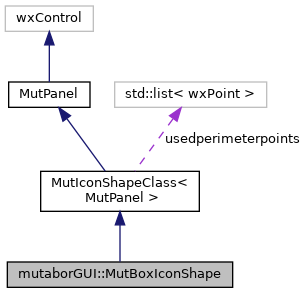 wxControl
MutPanel
std::list< wxPoint >
usedperimeterpoints
MutIconShapeClass<
MutPanel >
mutaborGUI::MutBoxIconShape